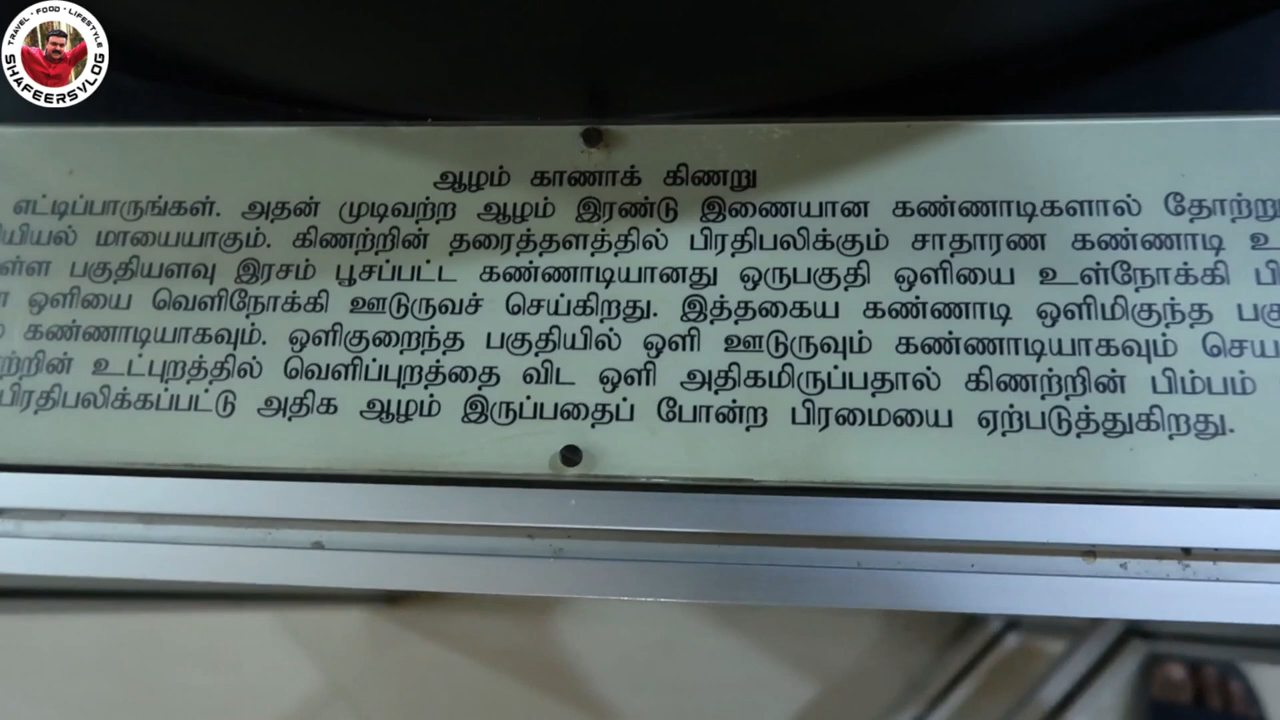 TRAVEL · FOOD · LIFESTYLE
SHAFEERSVLOG
ஆழம் காணாக் கிணறு
எட்டிப்பாருங்கள். அதன் முடிவற்ற ஆழம் இரண்டு இணையான கண்ணாடிகளால்
மாயையாகும். கிணற்றின் தரைத்தளத்தில் பிரதிபலிக்கும் சாதாரண கண்ணாடி
பகுதியளவு இரசம் பூசப்பட்ட கண்ணாடியானது ஒருபகுதி ஒளியை உள்நோக்கி
ஒளியை வெளிநோக்கி ஊடுருவச் செய்கிறது. இத்தகைய கண்ணாடி ஒளிமிகுந்த
கண்ணாடியாகவும். ஒளிகுறைந்த பகுதியில் ஒளி ஊடுருவும் கண்ணாடியாகவும்
உட்புறத்தில் வெளிப்புறத்தை விட ஒளி அதிகமிருப்பதால் கிணற்றின் பிம்பம்
பிரதிபலிக்கப்பட்டு அதிக ஆழம் இருப்பதைப் போன்ற பிரமையை ஏற்படுத்துகிறது.